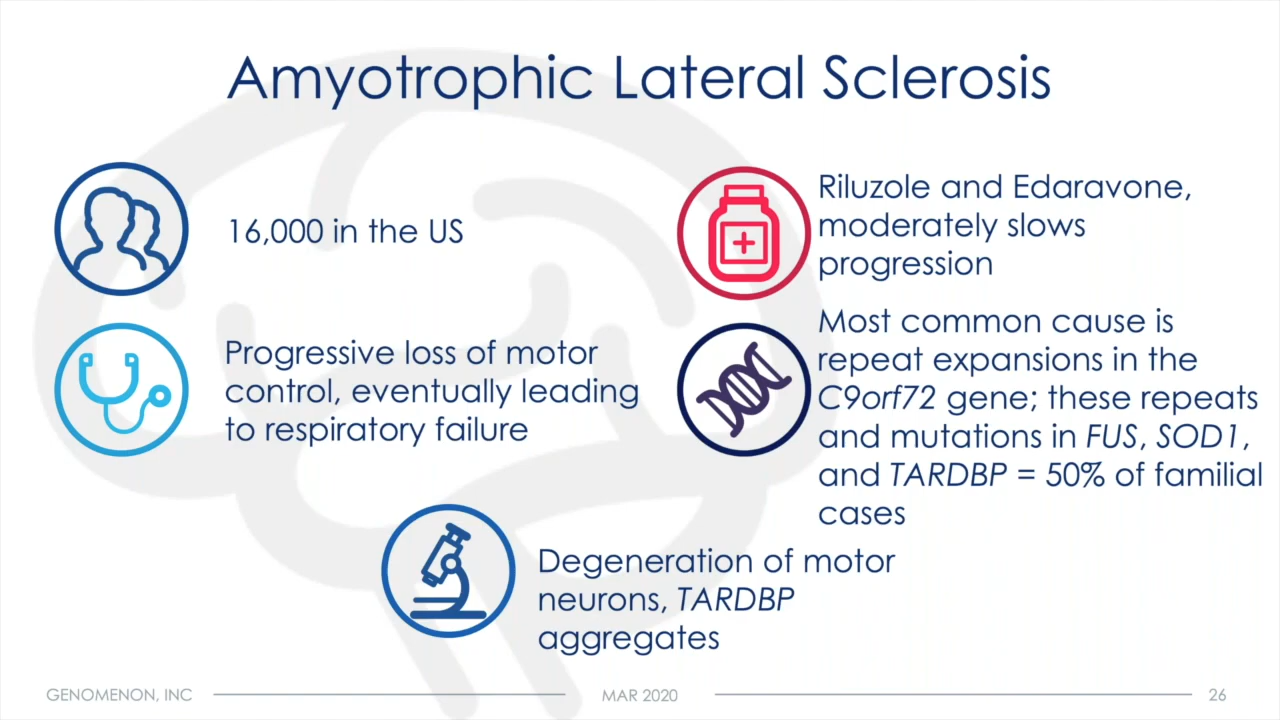 Amyotrophic Lateral Sclerosis
16,000 in the US
Riluzole and Edaravone,
moderately slows
progression
Progressive loss of motor
control, eventually leading
to respiratory failure
Most common cause is
repeat expansions in the
C9orf72 gene; these repeats
and mutations in FUS, SOD1,
and TARDBP = 50% of familial
cases
Degeneration of motor
neurons, TARDBP
aggregates
GENOMENON, INC
MAR 2020
26